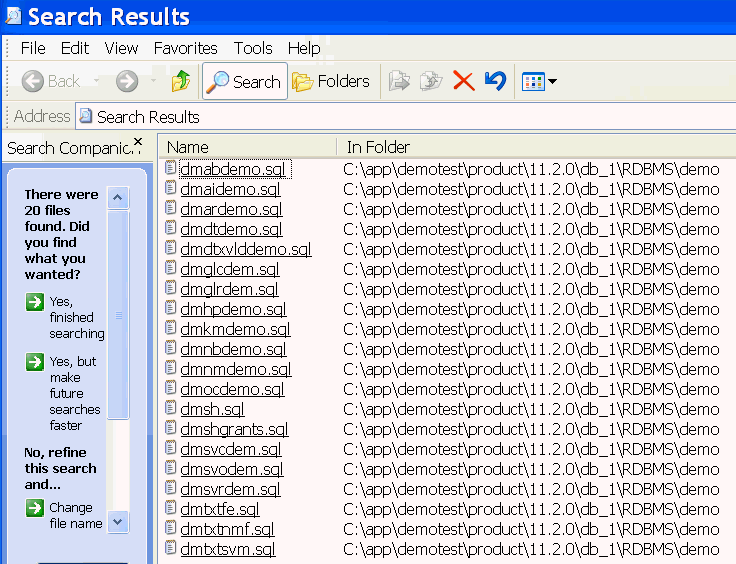 Search Results
File Edit View Favorites Tools Help
Back Search Folders
Address Search Results
Search Companic..
There were
20 files
found. Did
you find
what you
wanted?
Yes,
finished
searching
Yes, but
make
future
searches
faster
No, refine
this search
and...
Change
file name
Name In Folder
dmabdemo.sql C:\app\demotest\product\11.2.0\db_1\RDBMS\demo
dmaidemo.sql C:\app\demotest\product\11.2.0\db_1\RDBMS\demo
dmardemo.sql C:\app\demotest\product\11.2.0\db_1\RDBMS\demo
dmdtdemo.sql C:\app\demotest\product\11.2.0\db_1\RDBMS\demo
dmdtxvlddemo.sql C:\app\demotest\product\11.2.0\db_1\RDBMS\demo
dmglcdem.sql C:\app\demotest\product\11.2.0\db_1\RDBMS\demo
dmglrdem.sql C:\app\demotest\product\11.2.0\db_1\RDBMS\demo
dmhpdemo.sql C:\app\demotest\product\11.2.0\db_1\RDBMS\demo
dmkmdemo.sql C:\app\demotest\product\11.2.0\db_1\RDBMS\demo
dmnbdemo.sql C:\app\demotest\product\11.2.0\db_1\RDBMS\demo
dmnmdemo.sql C:\app\demotest\product\11.2.0\db_1\RDBMS\demo
dmocdemo.sql C:\app\demotest\product\11.2.0\db_1\RDBMS\demo
dmsh.sql C:\app\demotest\product\11.2.0\db_1\RDBMS\demo
dmshgrants.sql C:\app\demotest\product\11.2.0\db_1\RDBMS\demo
dmsvcdem.sql C:\app\demotest\product\11.2.0\db_1\RDBMS\demo
dmsvodem.sql C:\app\demotest\product\11.2.0\db_1\RDBMS\demo
dmsvrdem.sql C:\app\demotest\product\11.2.0\db_1\RDBMS\demo
dmtxtfe.sql C:\app\demotest\product\11.2.0\db_1\RDBMS\demo
dmtxtnmf.sql C:\app\demotest\product\11.2.0\db_1\RDBMS\demo
dmtxtsvm.sql C:\app\demotest\product\11.2.0\db_1\RDBMS\demo